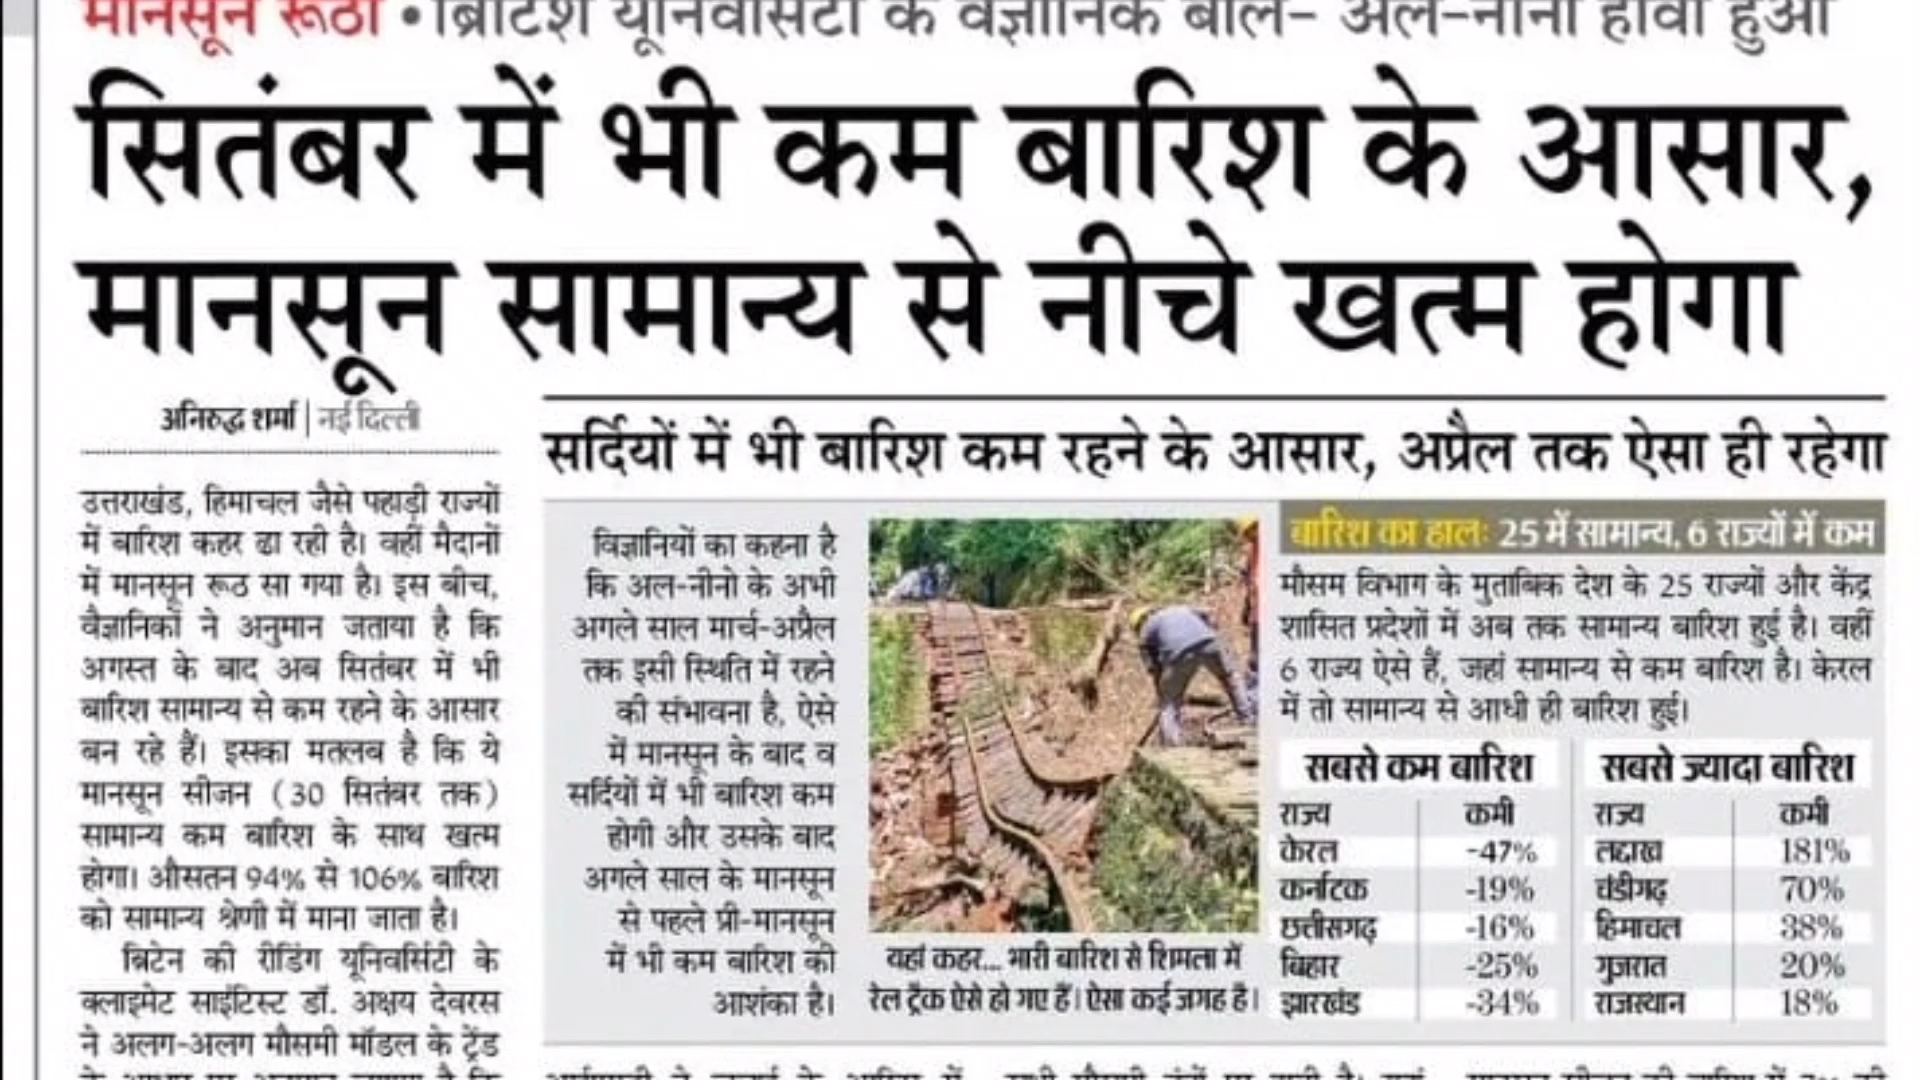 मानसून रूठा • ब्रिटिश यूनिवर्सिटी के वैज्ञानिक बोले- अल-नीनो हावी हुआ
सितंबर में भी कम बारिश के आसार,
मानसून सामान्य से नीचे खत्म होगा
अनिरुद्ध शर्मा | नई दिल्ली
उत्तराखंड, हिमाचल जैसे पहाड़ी राज्यों
में बारिश कहर ढा रही है। वहीं मैदानों
में मानसून रूठ सा गया है। इस बीच,
वैज्ञानिकों ने अनुमान जताया है कि
अगस्त के बाद अब सितंबर में भी
बारिश सामान्य से कम रहने के आसार
बन रहे हैं। इसका मतलब है कि ये
मानसून सीजन (30 सितंबर तक)
सामान्य कम बारिश के साथ खत्म
होगा। औसतन 94% से 106% बारिश
को सामान्य श्रेणी में माना जाता है।
ब्रिटेन की रीडिंग यूनिवर्सिटी के
क्लाइमेट साइंटिस्ट डॉ. अक्षय देवरस
ने अलग-अलग मौसमी मॉडल के ट्रेंड
सर्दियों में भी बारिश कम रहने के आसार, अप्रैल तक ऐसा ही रहेगा
विज्ञानियों का कहना है
कि अल-नीनो के अभी
अगले साल मार्च-अप्रैल
तक इसी स्थिति में रहने
की संभावना है, ऐसे
में मानसून के बाद व
सर्दियों में भी बारिश कम
होगी और उसके बाद
अगले साल के मानसून
से पहले प्री-मानसून
में भी कम बारिश की
आशंका है।
यहां कहर... भारी बारिश से शिमला में
रेल ट्रैक ऐसे हो गए हैं। ऐसा कई जगह है।
बारिश का हाल: 25 में सामान्य, 6 राज्यों में कम
मौसम विभाग के मुताबिक देश के 25 राज्यों और केंद्र
शासित प्रदेशों में अब तक सामान्य बारिश हुई है। वहीं
6 राज्य ऐसे हैं, जहां सामान्य से कम बारिश है। केरल
में तो सामान्य से आधी ही बारिश हुई।
सबसे कम बारिश
राज्य कमी
केरल -47%
कर्नाटक -19%
छत्तीसगढ़ -16%
बिहार -25%
झारखंड -34%
सबसे ज्यादा बारिश
राज्य कमी
लद्दाख 181%
चंडीगढ़ 70%
हिमाचल 38%
गुजरात 20%
राजस्थान 18%